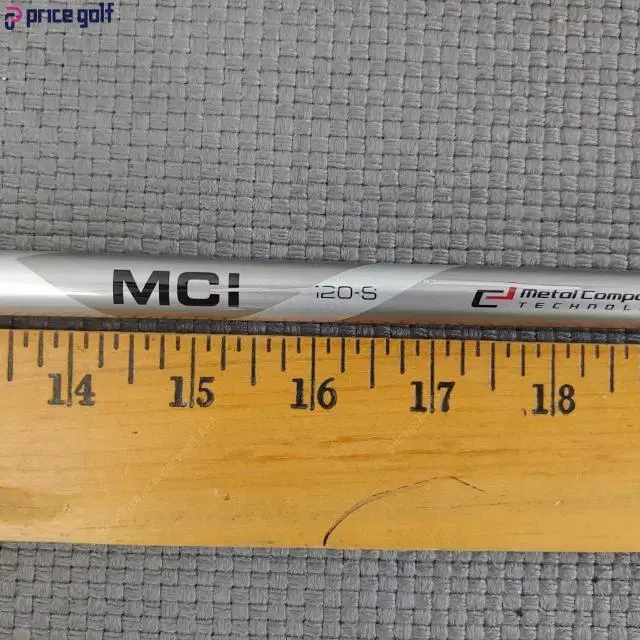 price golf
MCI 120-S Metal Compo
TECHNOL
14 15 16 17 18